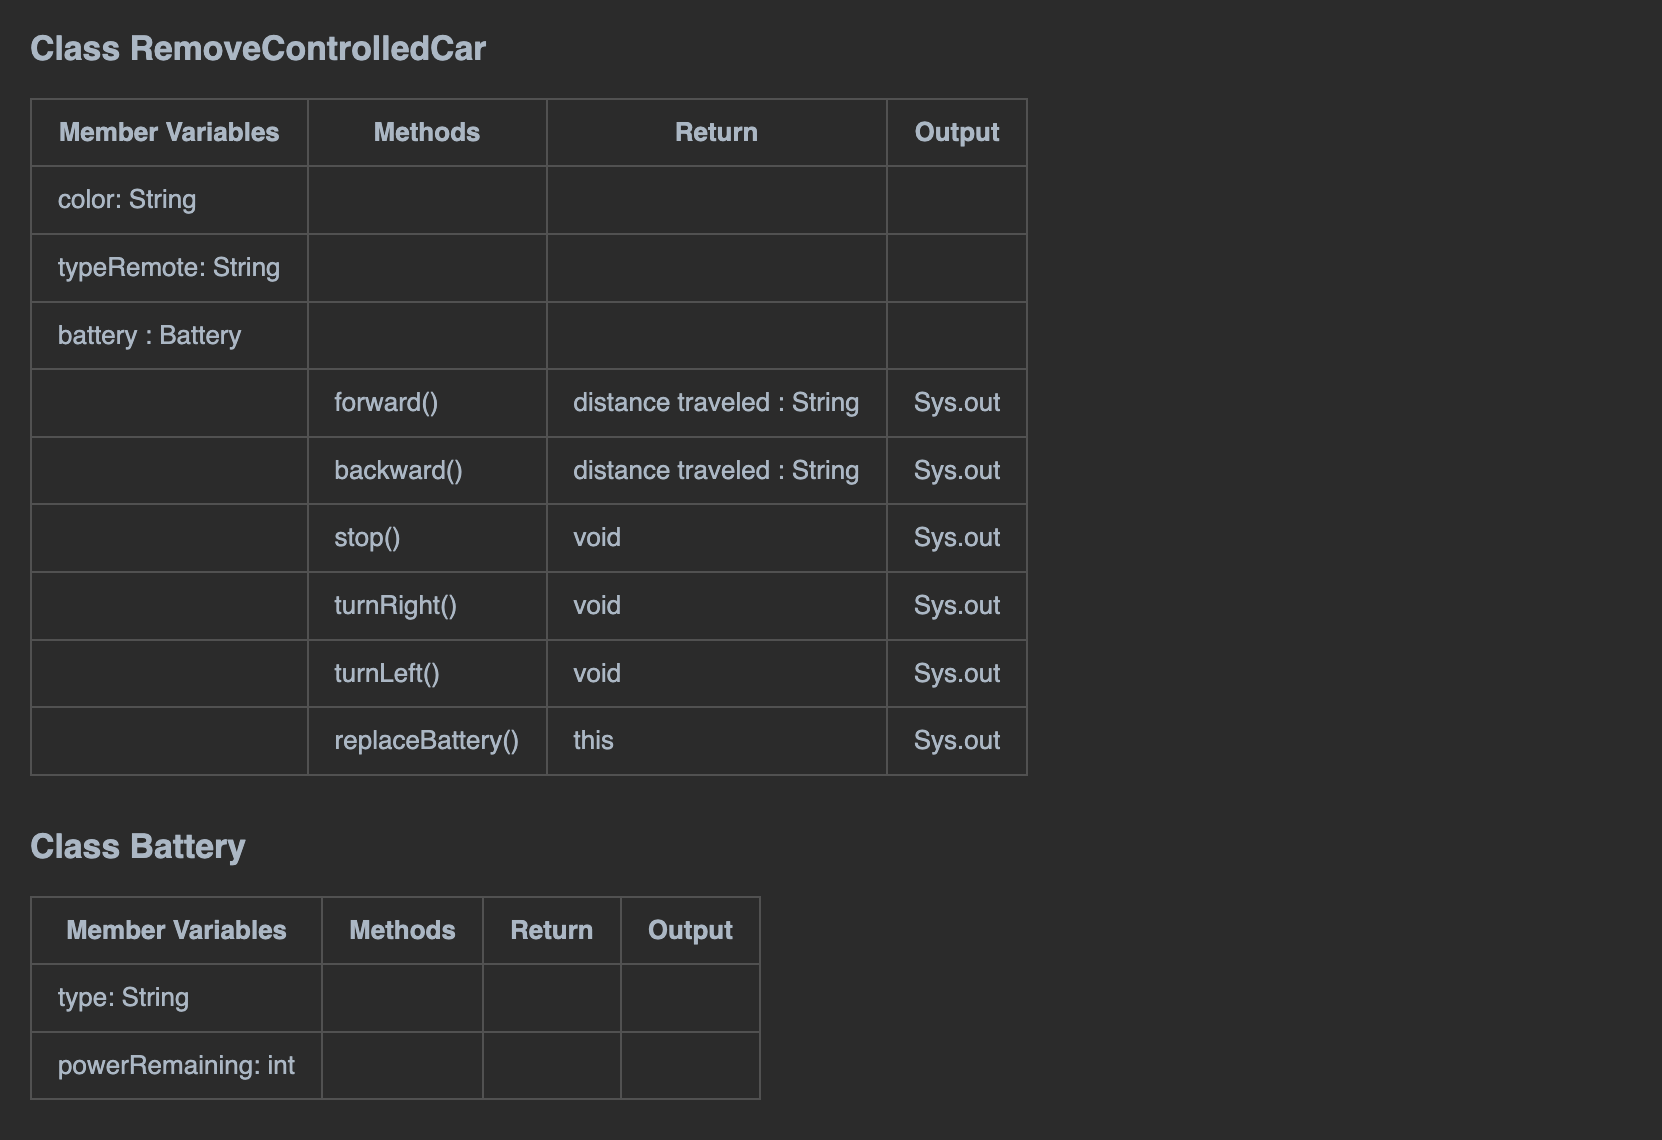 Class RemoveControlledCar
Member Variables Methods Return Output
color: String
typeRemote: String
battery : Battery
forward() distance traveled : String Sys.out
backward() distance traveled : String Sys.out
stop() void Sys.out
turnRight() void Sys.out
turnLeft() void Sys.out
replaceBattery() this Sys.out
Class Battery
Member Variables Methods Return Output
type: String
powerRemaining: int